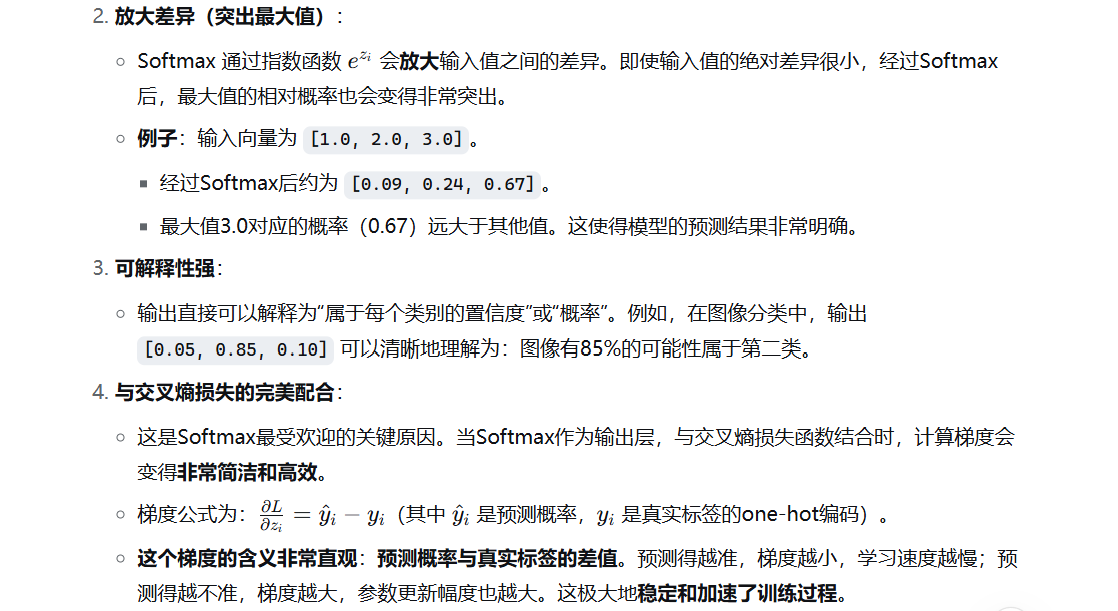 2. 放大差异（突出最大值）：
○ Softmax 通过指数函数 e^{z_i} 会放大输入值之间的差异。即使输入值的绝对差异很小，经过Softmax
后，最大值的相对概率也会变得非常突出。
○ 例子：输入向量为 [1.0, 2.0, 3.0]。
▪ 经过Softmax后约为 [0.09, 0.24, 0.67]。
▪ 最大值3.0对应的概率（0.67）远大于其他值。这使得模型的预测结果非常明确。
3. 可解释性强：
○ 输出直接可以解释为“属于每个类别的置信度”或“概率”。例如，在图像分类中，输出
[0.05, 0.85, 0.10] 可以清晰地理解为：图像有85%的可能性属于第二类。
4. 与交叉熵损失的完美配合：
○ 这是Softmax最受欢迎的关键原因。当Softmax作为输出层，与交叉熵损失函数结合时，计算梯度会
变得非常简洁和高效。
○ 梯度公式为：∂L/∂z_i = ŷ_i − y_i（其中 ŷ_i 是预测概率，y_i 是真实标签的one-hot编码）。
○ 这个梯度的含义非常直观：预测概率与真实标签的差值。预测得越准，梯度越小，学习速度越慢；预
测得越不准，梯度越大，参数更新幅度也越大。这极大地稳定和加速了训练过程。